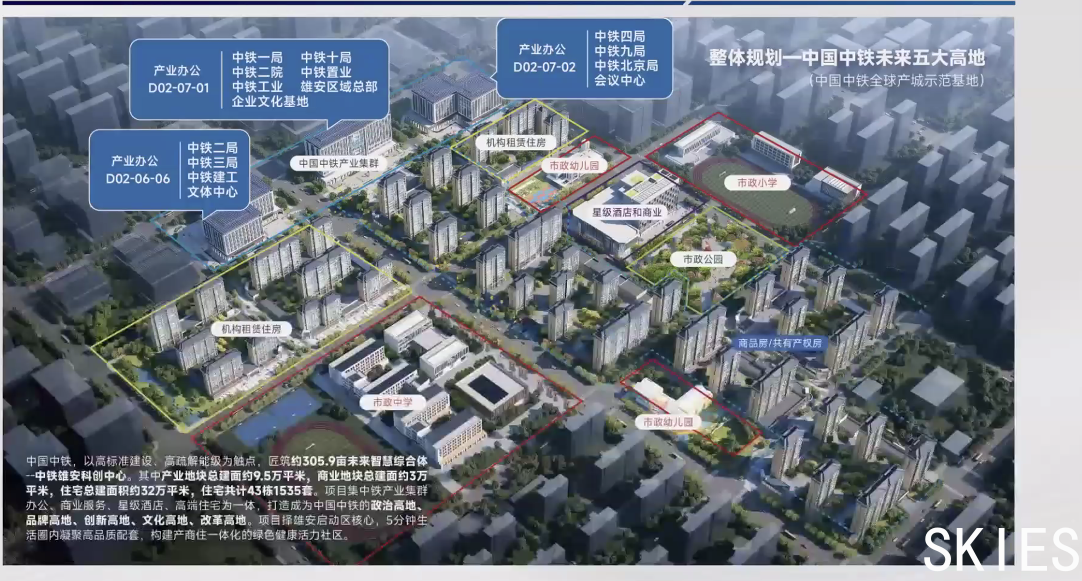 整体规划—中国中铁未来五大高地
(中国中铁全球产城示范基地)
产业办公
D02-07-02
中铁四局
中铁九局
中铁北京局
会议中心
产业办公
D02-07-01
中铁一局 中铁十局
中铁二院 中铁置业
中铁工业 雄安区域总部
企业文化基地
产业办公
D02-06-06
中铁二局
中铁三局
中铁建工
文体中心
机构租赁住房
中国中铁产业集群
市政幼儿园
市政小学
星级酒店和商业
市政公园
机构租赁住房
商品房/共有产权房
市政中学
市政幼儿园
中国中铁，以高标准建设、高疏解能级为触点，匠筑约305.9亩未来智慧综合体
--中铁雄安科创中心。其中产业地块总建面约9.5万平米，商业地块总建面约3万
平米，住宅总建面积约32万平米，住宅共计43栋1535套。项目集中铁产业集群
办公、商业服务、星级酒店、高端住宅为一体，打造成为中国中铁的政治高地、
品牌高地、创新高地、文化高地、改革高地。项目择雄安启动区核心，5分钟生
活圈内凝聚高品质配套，构建产商住一体化的绿色健康活力社区。
SKIES